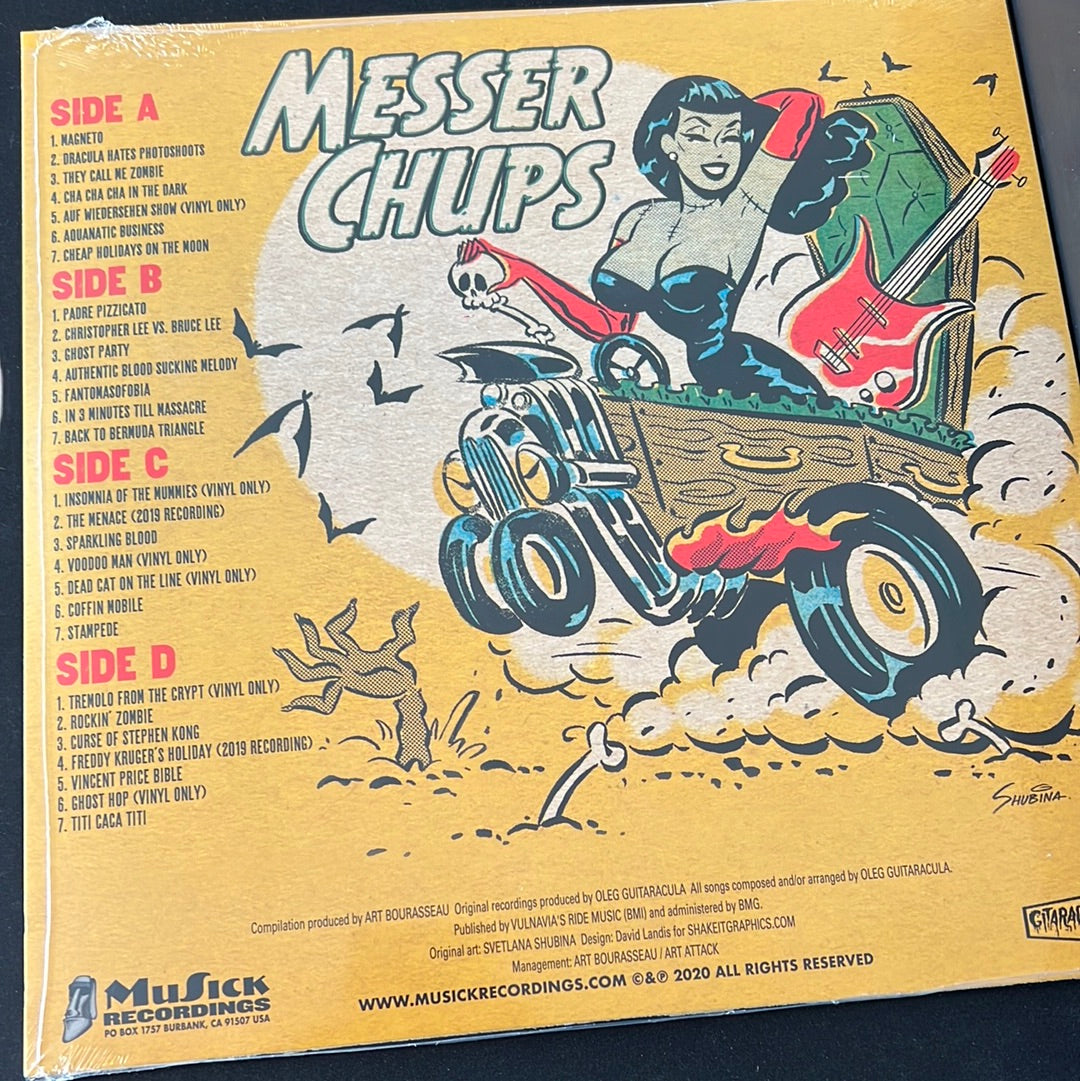 MESSER
CHUPS
SIDE A
1. MAGNETO
2. DRACULA HATES PHOTOSHOOTS
3. THEY CALL ME ZOMBIE
4. CHA CHA CHA IN THE DARK
5. AUF WIEDERSEHEN SHOW (VINYL ONLY)
6. AQUANATIC BUSINESS
7. CHEAP HOLIDAYS ON THE MOON
SIDE B
1. PADRE PIZZICATO
2. CHRISTOPHER LEE VS. BRUCE LEE
3. GHOST PARTY
4. AUTHENTIC BLOOD SUCKING MELODY
5. FANTOMASOFOBIA
6. IN 3 MINUTES TILL MASSACRE
7. BACK TO BERMUDA TRIANGLE
SIDE C
1. INSOMNIA OF THE MUMMIES (VINYL ONLY)
2. THE MENACE (2019 RECORDING)
3. SPARKLING BLOOD
4. VOODOO MAN (VINYL ONLY)
5. DEAD CAT ON THE LINE (VINYL ONLY)
6. COFFIN MOBILE
7. STAMPEDE
SIDE D
1. TREMOLO FROM THE CRYPT (VINYL ONLY)
2. ROCKIN' ZOMBIE
3. CURSE OF STEPHEN KONG
4. FREDDY KRUGER'S HOLIDAY (2019 RECORDING)
5. VINCENT PRICE BIBLE
6. GHOST HOP (VINYL ONLY)
7. TITI CACA TITI
SHUBINA
Compilation produced by ART BOURASSEAU Original recordings produced by OLEG GUITARACULA All songs composed and/or arranged by OLEG GUITARACULA.
Published by VULNAVIA'S RIDE MUSIC (BMI) and administered by BMG.
Original art: SVETLANA SHUBINA Design: David Landis for SHAKEITGRAPHICS.COM
Management: ART BOURASSEAU / ART ATTACK
WWW.MUSICKRECORDINGS.COM ©&℗ 2020 ALL RIGHTS RESERVED
MuSick
RECORDINGS
PO BOX 1757 BURBANK, CA 91507 USA